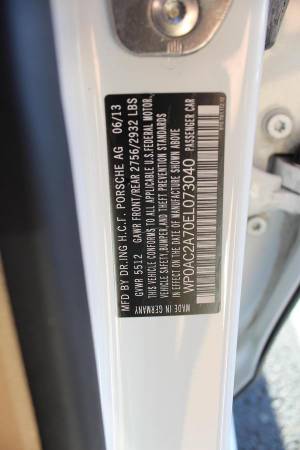 MFD BY DR.ING H.C.F. PORSCHE AG 06/13
GVWR 5512 GAWR FRONT/REAR 2756/2932 LBS
THIS VEHICLE CONFORMS TO ALL APPLICABLE U.S.FEDERAL MOTOR
VEHICLE SAFETY,BUMPER,AND THEFT PREVENTION STANDARDS
IN EFFECT ON THE DATE OF MANUFACTURE SHOWN ABOVE
WP0AC2A70EL073040 PASSENGER CAR
MADE IN GERMANY